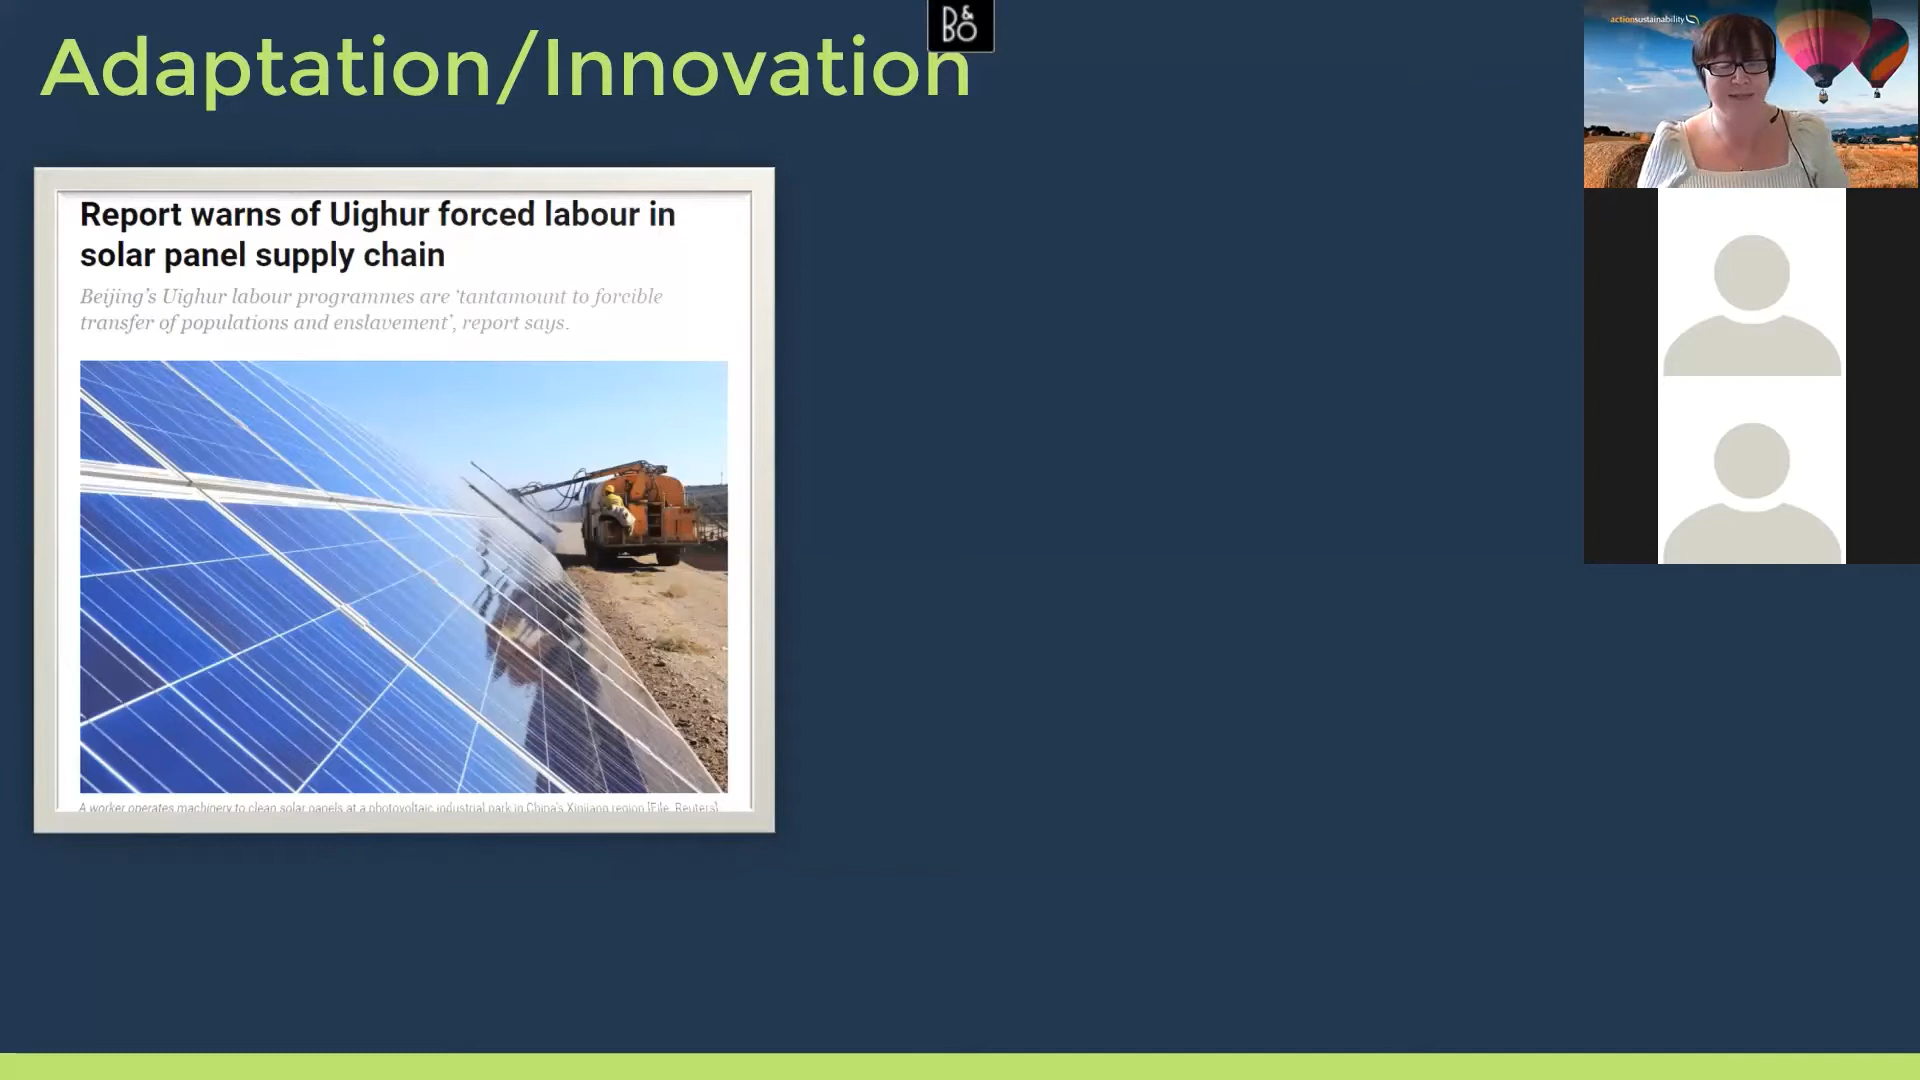 Adaptation/Innovation
B&O
actionsustainability
Report warns of Uighur forced labour in
solar panel supply chain
Beijing's Uighur labour programmes are 'tantamount to forcible
transfer of populations and enslavement', report says.
A worker operates machinery to clean solar panels at a photovoltaic industrial park in China's Xinjiang region [File: Reuters]